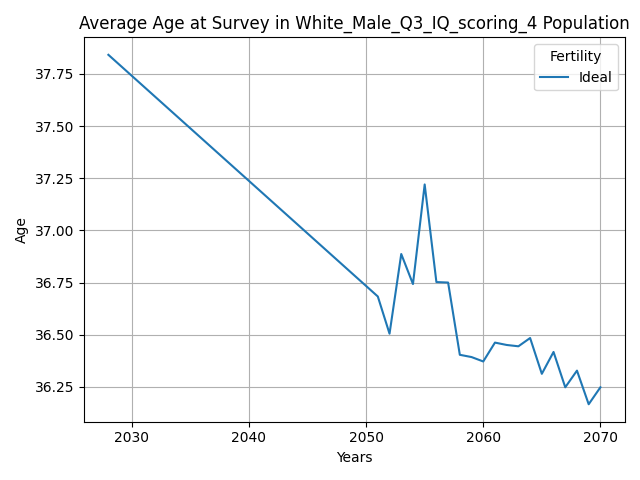 Average Age at Survey in White_Male_Q3_IQ_scoring_4 Population
Fertility
Ideal
37.75
37.50
37.25
37.00
36.75
36.50
36.25
Age
2030 2040 2050 2060 2070
Years